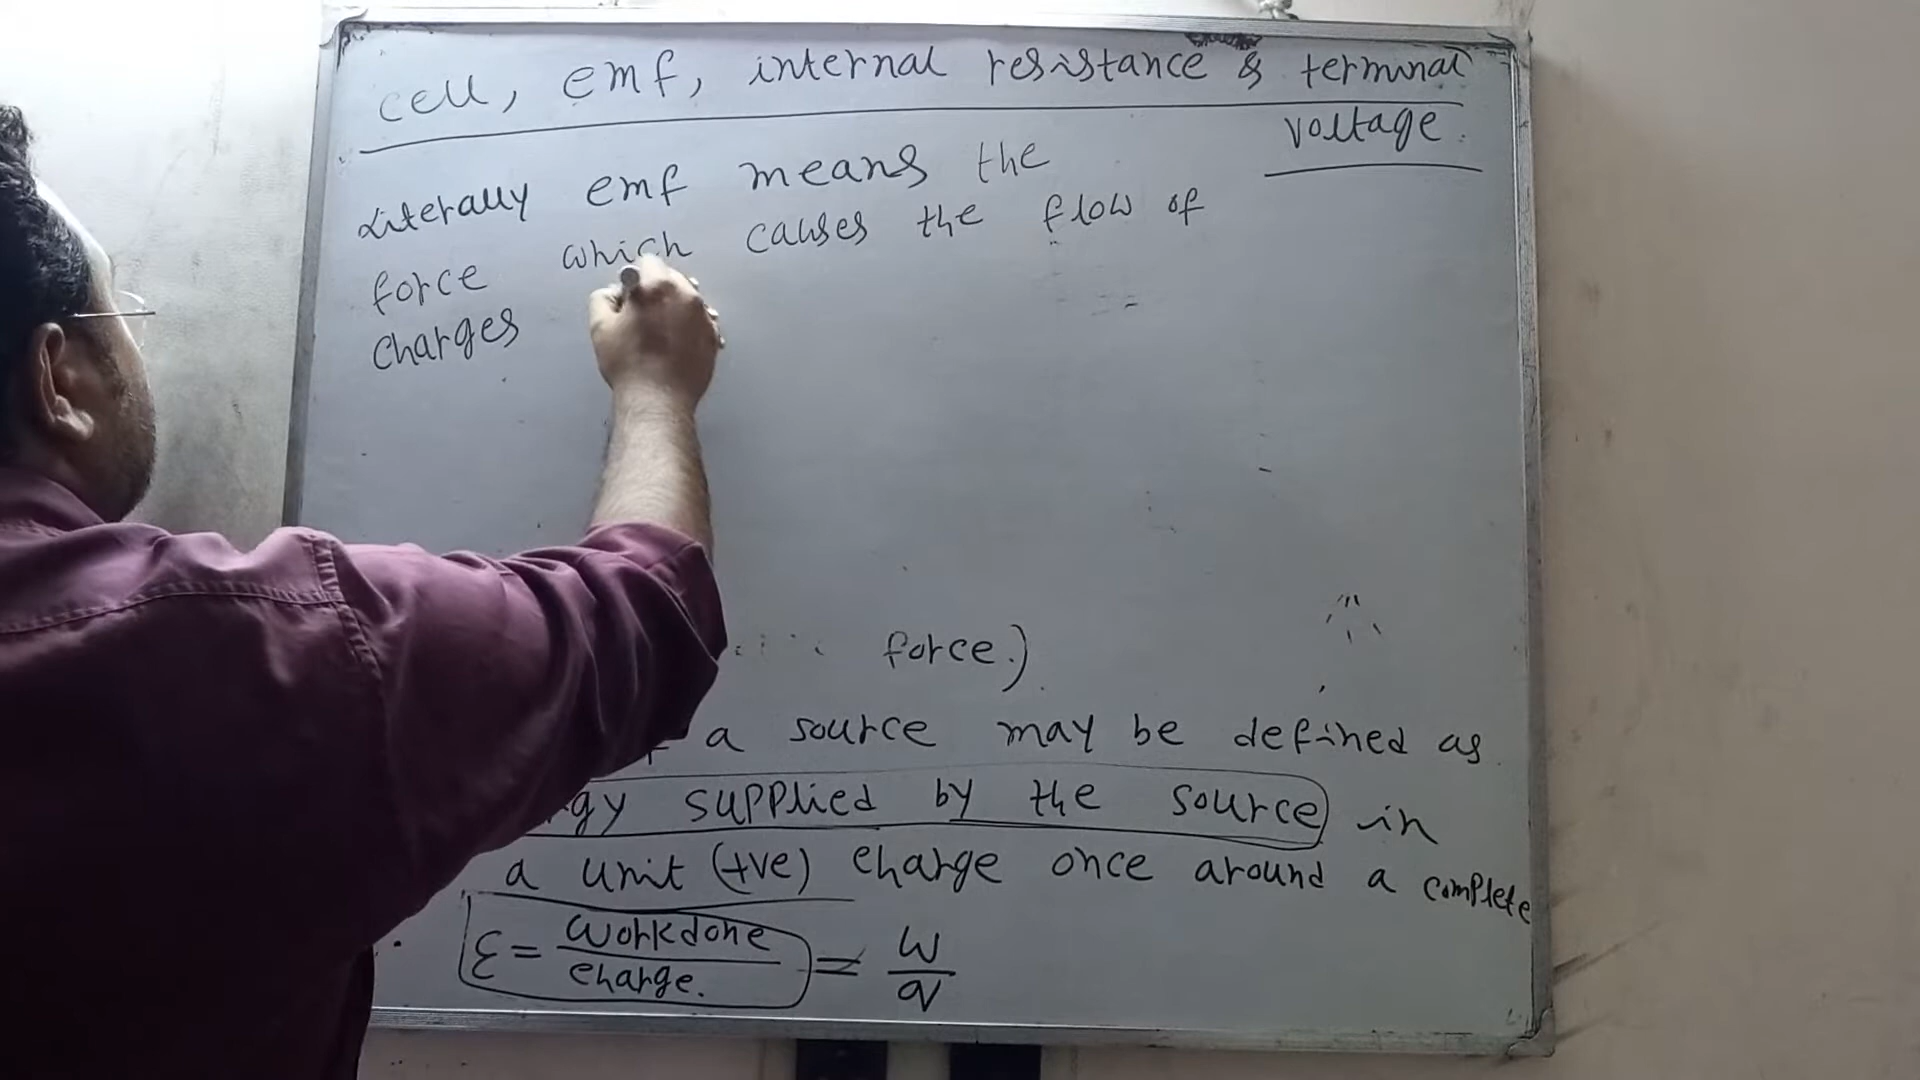 cell, emf, internal resistance & terminal
voltage.
Literally emf means the
force which causes the flow of
charges
force.)
a source may be defined as
supplied by the source in
a unit (+ve) charge once around a complete
ε = workdone / charge. = W / q